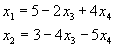 x₁ = 5 − 2x₃ + 4x₄
x₂ = 3 − 4x₃ − 5x₄